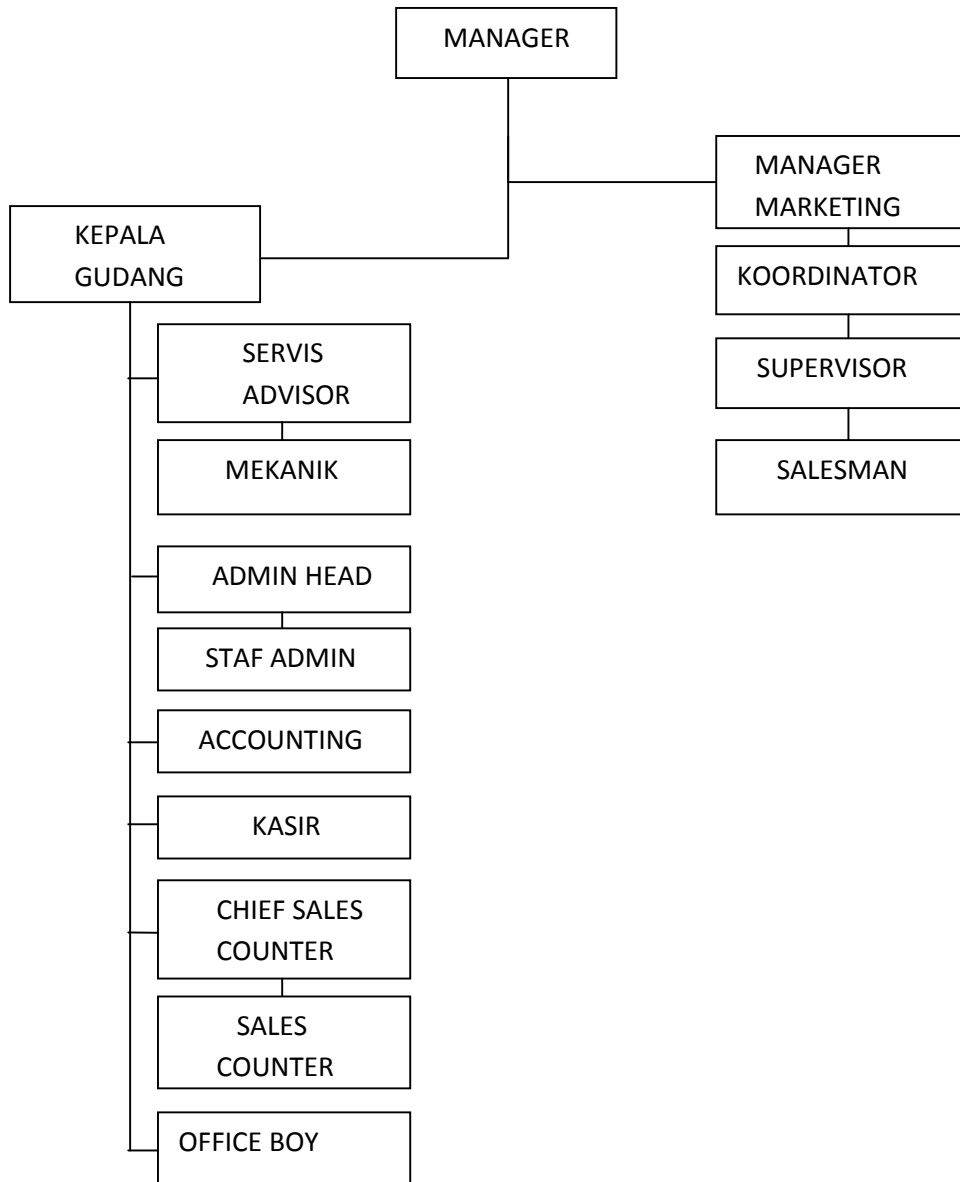 MANAGER
MANAGER
MARKETING
KEPALA
GUDANG
KOORDINATOR
SERVIS
ADVISOR
SUPERVISOR
MEKANIK
SALESMAN
ADMIN HEAD
STAF ADMIN
ACCOUNTING
KASIR
CHIEF SALES
COUNTER
SALES
COUNTER
OFFICE BOY